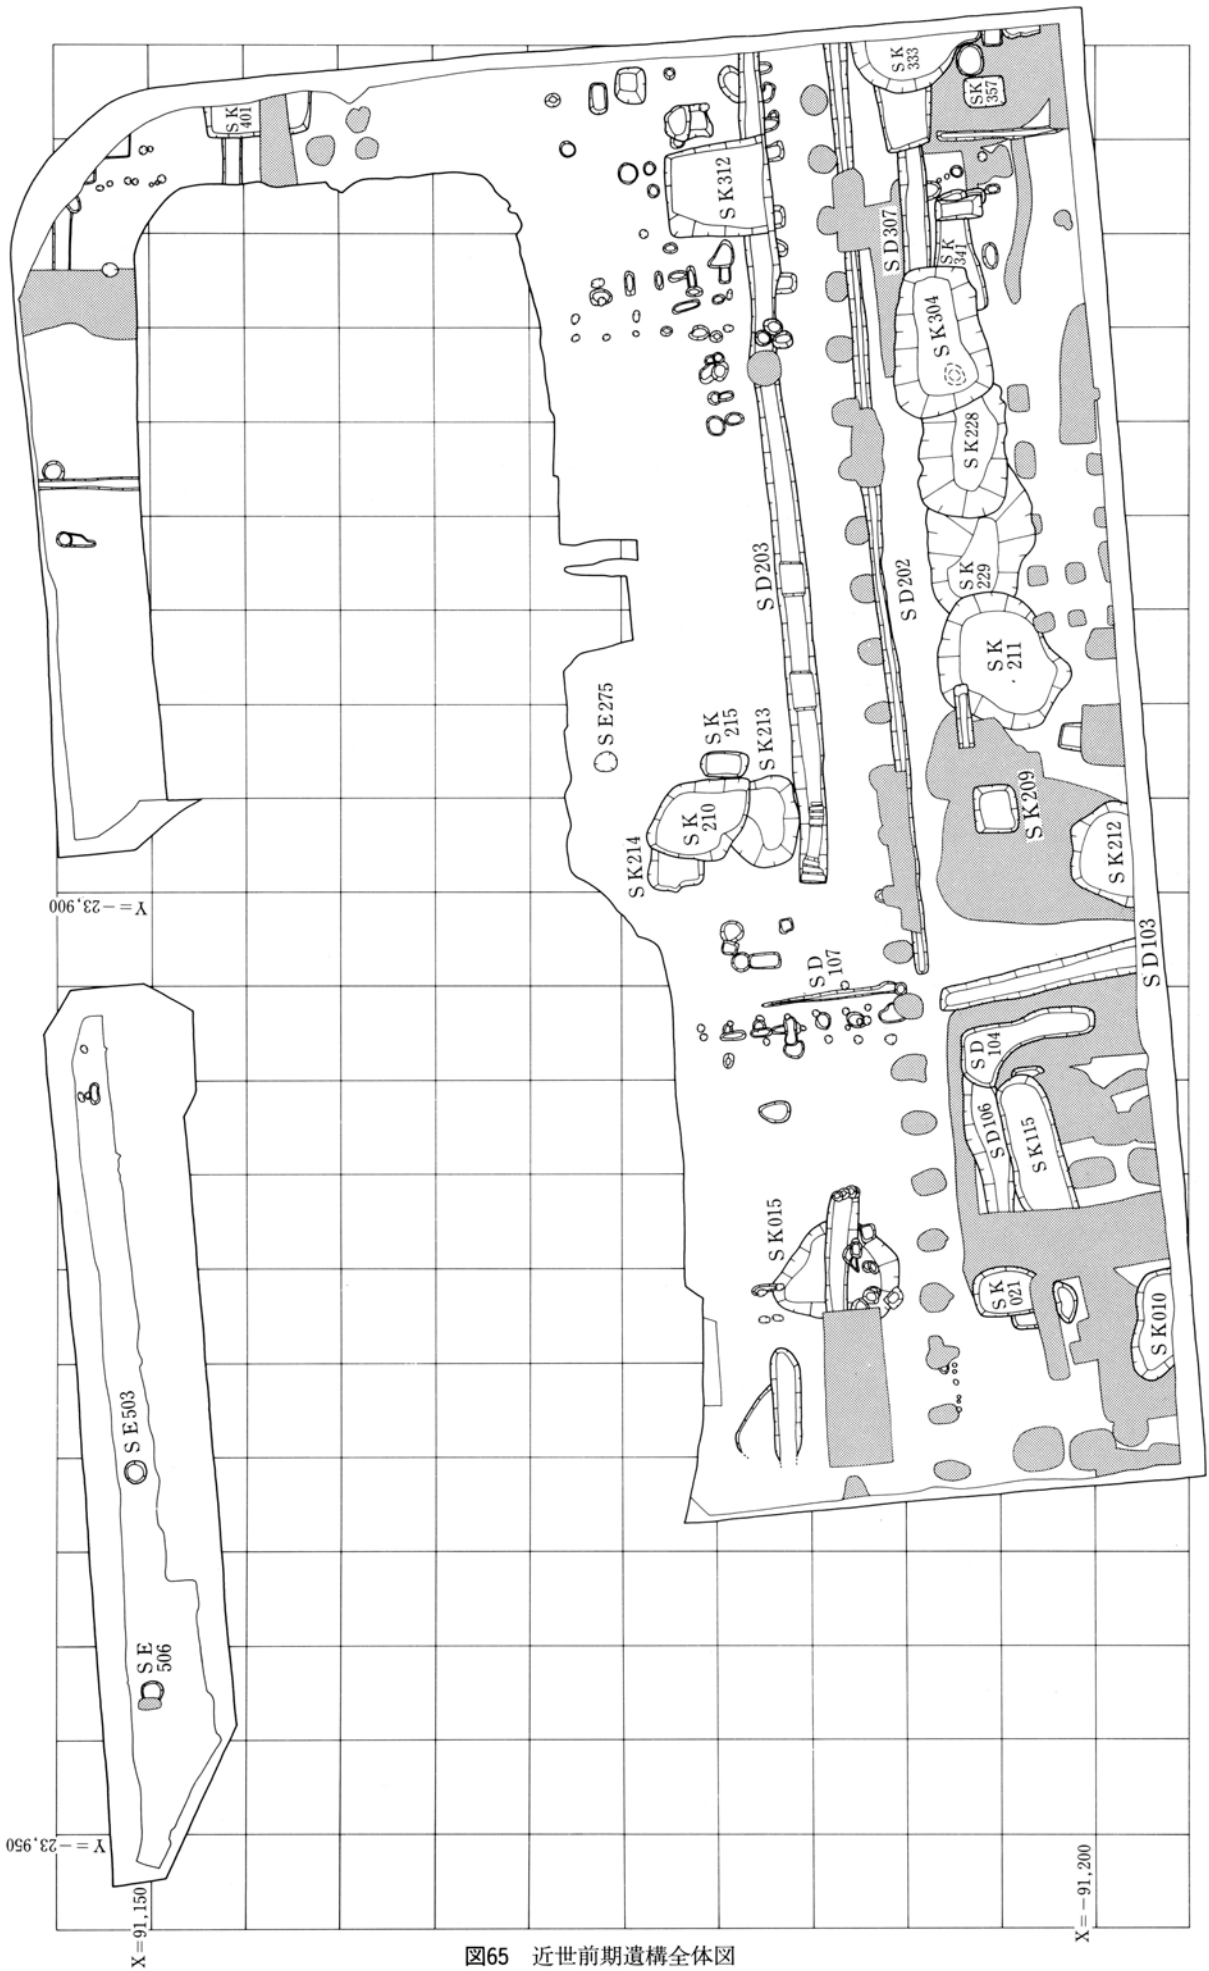 SK
333
SK
357
SK
401
SK312
SD307
SK
341
SK304
SK228
SD203
SD202
SK
229
SK
211
SE275
SK
215
SK213
SK
210
SK214
SK209
SK212
Y=-23,900
SD
107
SD103
SD
104
SD106
SK115
SK015
SK
021
SK010
SE503
SE
506
Y=-23,950
X=91,150
X=-91,200
図65 近世前期遺構全体図